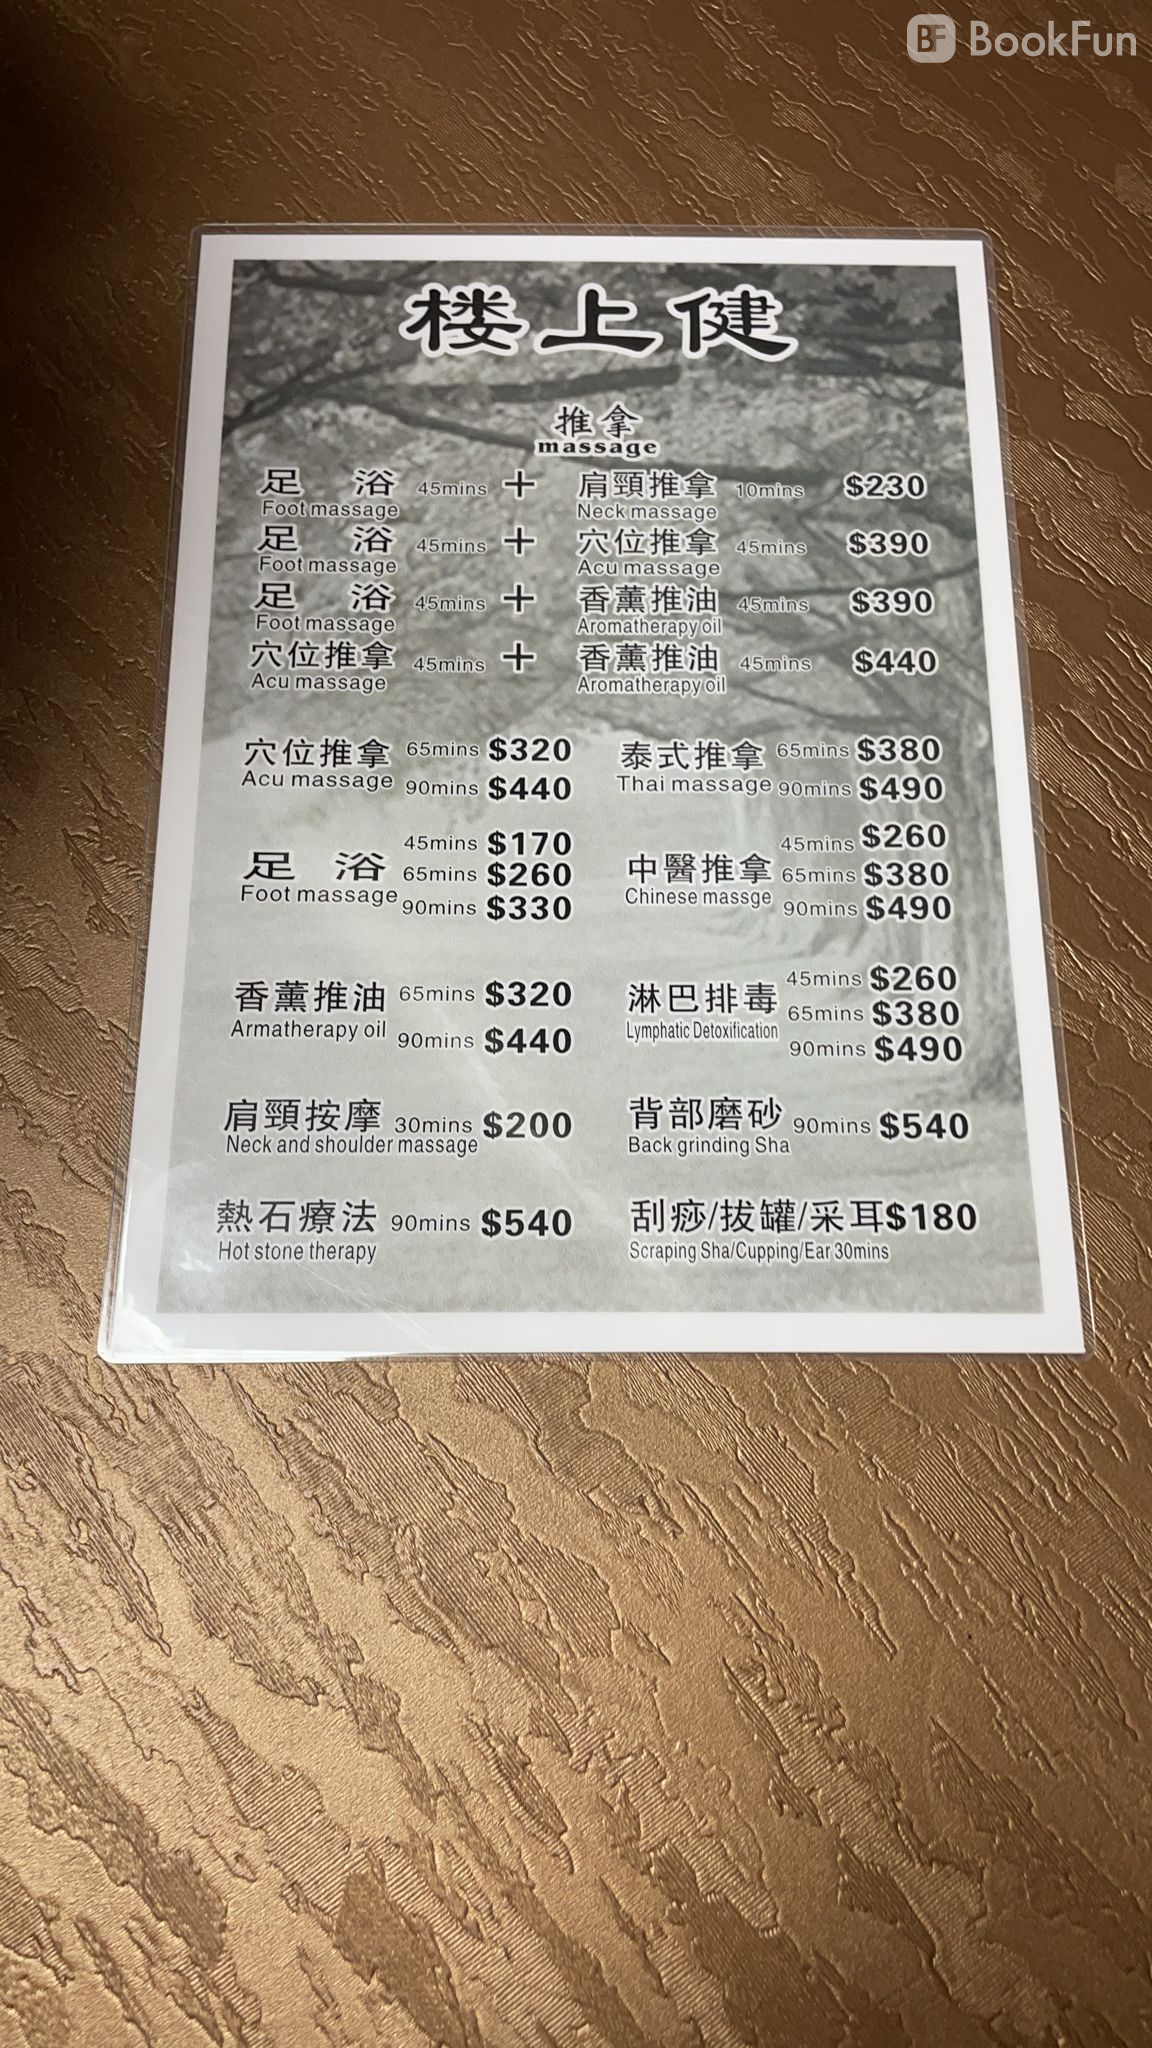 BF BookFun
楼上健
推拿
massage
足 浴 45mins + 肩頸推拿 10mins $230
Foot massage Neck massage
足 浴 45mins + 穴位推拿 45mins $390
Foot massage Acu massage
足 浴 45mins + 香薰推油 45mins $390
Foot massage Aromatherapy oil
穴位推拿 45mins + 香薰推油 45mins $440
Acu massage Aromatherapy oil
穴位推拿 65mins $320
Acu massage 90mins $440
泰式推拿 65mins $380
Thai massage 90mins $490
45mins $170
足 浴 65mins $260
Foot massage 90mins $330
45mins $260
中醫推拿 65mins $380
Chinese massge 90mins $490
香薰推油 65mins $320
Armatherapy oil 90mins $440
45mins $260
淋巴排毒 65mins $380
Lymphatic Detoxification 90mins $490
肩頸按摩 30mins $200
Neck and shoulder massage
背部磨砂 90mins $540
Back grinding Sha
熱石療法 90mins $540
Hot stone therapy
刮痧/拔罐/采耳$180
Scraping Sha/Cupping/Ear 30mins